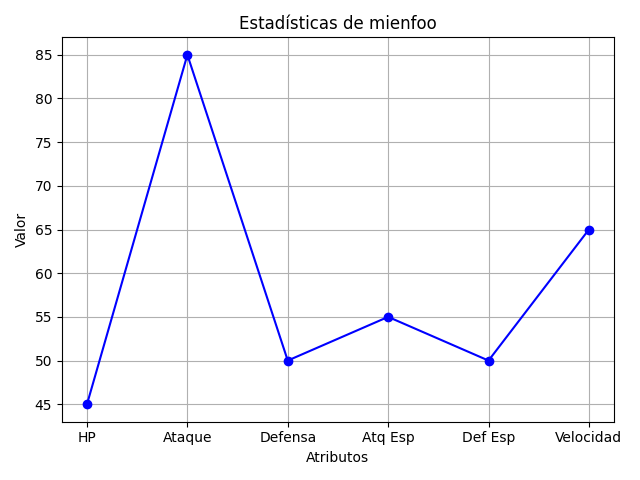 Estadísticas de mienfoo
Valor
85
80
75
70
65
60
55
50
45
HP Ataque Defensa Atq Esp Def Esp Velocidad
Atributos